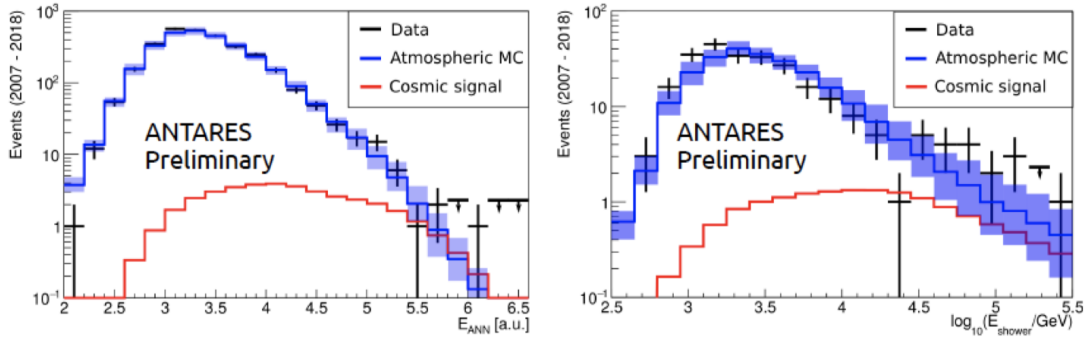 Events (2007 - 2018)
10³
10²
10
1
10⁻¹
Data
Atmospheric MC
Cosmic signal
ANTARES
Preliminary
2 2.5 3 3.5 4 4.5 5 5.5 6 6.5
E_ANN [a.u.]
Events (2007 - 2018)
10²
10
1
10⁻¹
Data
Atmospheric MC
Cosmic signal
ANTARES
Preliminary
2.5 3 3.5 4 4.5 5 5.5
log₁₀(E_shower/GeV)